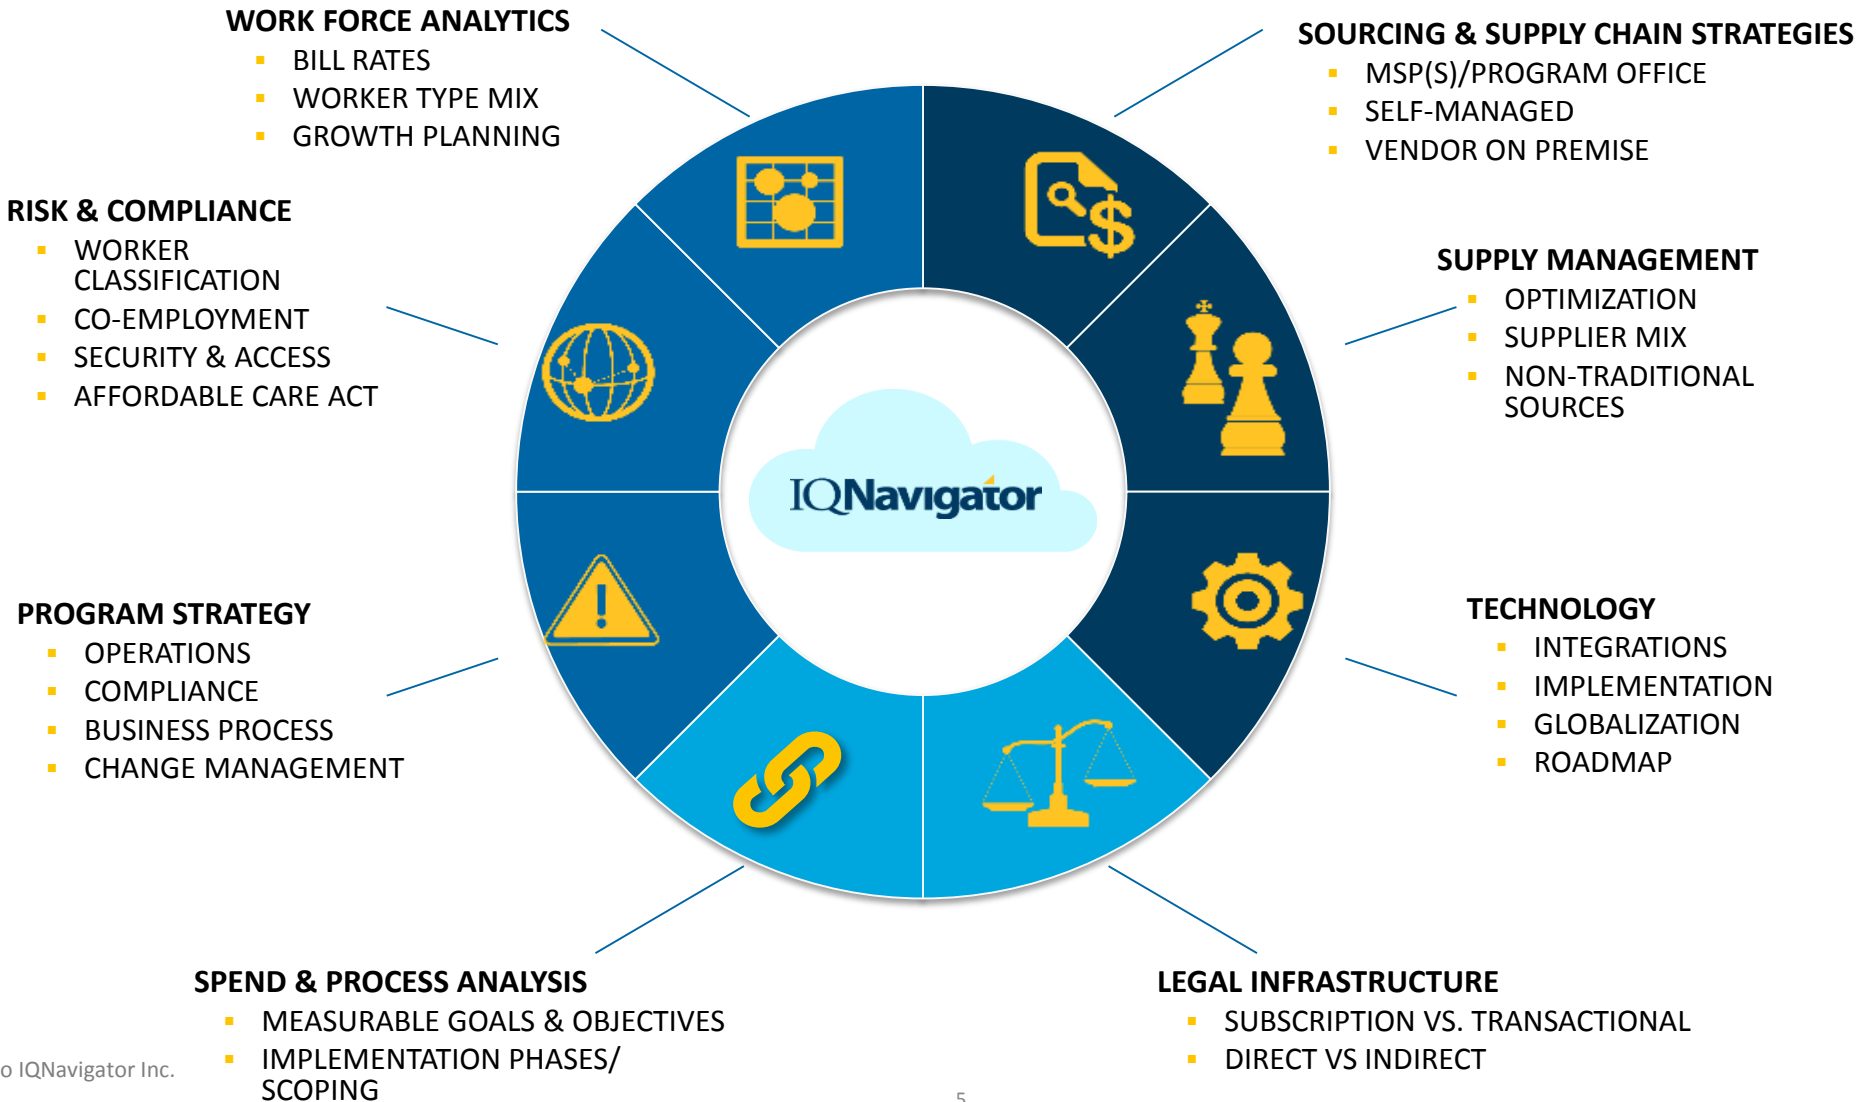 WORK FORCE ANALYTICS
▪ BILL RATES
▪ WORKER TYPE MIX
▪ GROWTH PLANNING
SOURCING & SUPPLY CHAIN STRATEGIES
▪ MSP(S)/PROGRAM OFFICE
▪ SELF-MANAGED
▪ VENDOR ON PREMISE
RISK & COMPLIANCE
▪ WORKER
CLASSIFICATION
▪ CO-EMPLOYMENT
▪ SECURITY & ACCESS
▪ AFFORDABLE CARE ACT
SUPPLY MANAGEMENT
▪ OPTIMIZATION
▪ SUPPLIER MIX
▪ NON-TRADITIONAL
SOURCES
IQNavigator
PROGRAM STRATEGY
▪ OPERATIONS
▪ COMPLIANCE
▪ BUSINESS PROCESS
▪ CHANGE MANAGEMENT
TECHNOLOGY
▪ INTEGRATIONS
▪ IMPLEMENTATION
▪ GLOBALIZATION
▪ ROADMAP
SPEND & PROCESS ANALYSIS
▪ MEASURABLE GOALS & OBJECTIVES
▪ IMPLEMENTATION PHASES/
SCOPING
LEGAL INFRASTRUCTURE
▪ SUBSCRIPTION VS. TRANSACTIONAL
▪ DIRECT VS INDIRECT
o IQNavigator Inc.
5